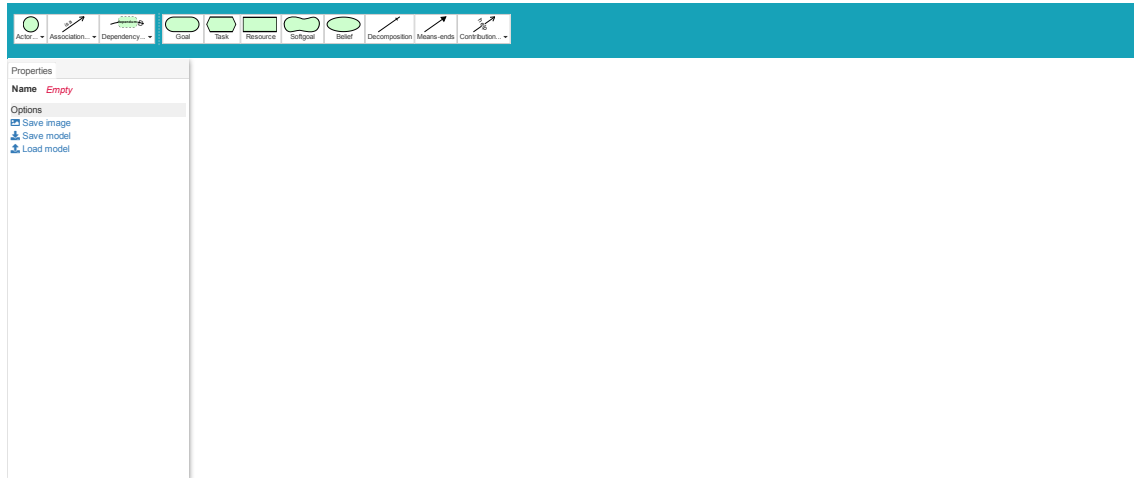 Actor... Association... Dependency... Goal Task Resource Softgoal Belief Decomposition Means-ends Contribution...
Properties
Name Empty
Options
Save image
Save model
Load model